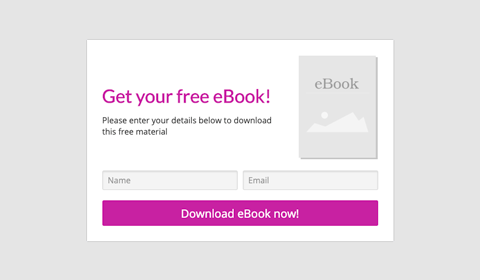 Get your free eBook!
Please enter your details below to download
this free material
eBook
Name
Email
Download eBook now!